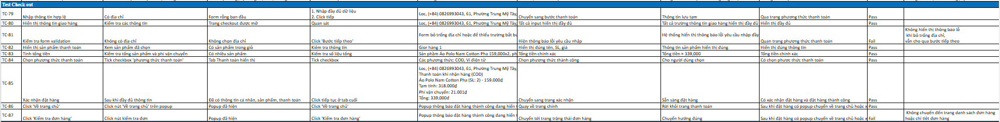 Test Check out
TC-79
Nhập thông tin hợp lệ
Có địa chỉ
Form rỗng ban đầu
1. Nhập đầy đủ dữ liệu
2. Click tiếp
Loc, (+84) 0826993043, 61, Phường Trung Mỹ Tây,
Chuyển sang bước thanh toán
Thông tin lưu tạm
Qua trang phương thức thanh toán
Pass
TC-80
Hiển thị thông tin giao hàng
Kiểm tra các thông tin
Trang checkout được mở
Quan sát
Loc, (+84) 0826993043, 61, Phường Trung Mỹ Tây,
Tất cả input hiển thị đầy đủ
Tất cả trường thông tin giao hàng hiển thị đầy đủ
Hiển thị đầy đủ
Pass
TC-81
Kiểm tra form validation
Không có địa chỉ
Không chọn địa chỉ
Click 'Bước tiếp theo'
Form bỏ trống địa chỉ hoặc để thiếu trường bắt bu
Hiện thông báo lỗi yêu cầu nhập
Hệ thống hiển thị thông báo lỗi yêu cầu nhập đầy
Quan trang phương thức thanh toán
Fail
Không hiển thị thông báo lỗ
khi bỏ trống địa chỉ,
vẫn cho qua bước tiếp theo
TC-82
Hiển thị sản phẩm thanh toán
Xem sản phẩm đã chọn
Có sản phẩm trong giỏ
Kiểm tra thông tin
Gior hàng 1
Hiển thị đúng tên, SL, giá
Thông tin sản phẩm hiển thị đúng
Hiển thị đúng thông tin
Pass
TC-83
Tính tổng tiền
Kiểm tra tổng sản phẩm và phí vận chuyển
Có nhiều sản phẩm
Kiểm tra số liệu tổng
Sản phầm Áo Polo Nam Cotton Pha 159,000x2, ph
Tổng tiền chính xác
Tổng tiền = 339,000
Tổng tiền chính xác
Pass
TC-84
Chọn phương thức thanh toán
Tick checkbox 'phương thức thanh toán'
Tab Thanh toán hiển thị
Tick checkbox
Các phương thức: COD, Ví điện tử
Chọn phương thức thành công
Cho người dùng chọn
Có chọn phược thức thanh toán
Pass
TC-85
Xác nhận đặt hàng
Sau khi đầy đủ thông tin
Đã có thông tin cá nhân, sản phẩm, thanh toán
Click tiếp tục ở tab cuối
Loc, (+84) 0826993043, 61, Phường Trung Mỹ Tây,
Thanh toán khi nhận hàng (COD)
Áo Polo Nam Cotton Pha (SL: 2) - 159.000₫
Tạm tính: 318.000₫
Phí vận chuyển: 21.001₫
Tổng: 339,000đ
Chuyển sang trang xác nhận
Sẵn sàng đặt hàng
Có xác nhận đặt hàng và đặt hàng thành công
Pass
TC-86
Click 'Về trang chủ'
Click nút 'Về trang chủ' trên popup
Popup đã hiện
Click 'Về trang chủ'
Popup thông báo đặt hàng thành công đang hiển t
Quay về trang chính
Rời khỏi trang thanh toán
Sau khi đặt hàng có popup chuyển về trang chủ hoặc x
Pass
TC-87
Click 'Kiểm tra đơn hàng'
Click nút kiểm tra đơn
Popup đã hiện
Click 'Kiểm tra đơn hàng'
Popup thông báo đặt hàng thành công đang hiển t
Chuyển tới trang trạng thái đơn hàng
Chuyển hướng đúng
Sau khi đặt hàng có popup chuyển về trang chủ hoặc x
Fail
Không chuyển đến trang danh sách đơn hàng
hoặc chi tiết đơn hàng